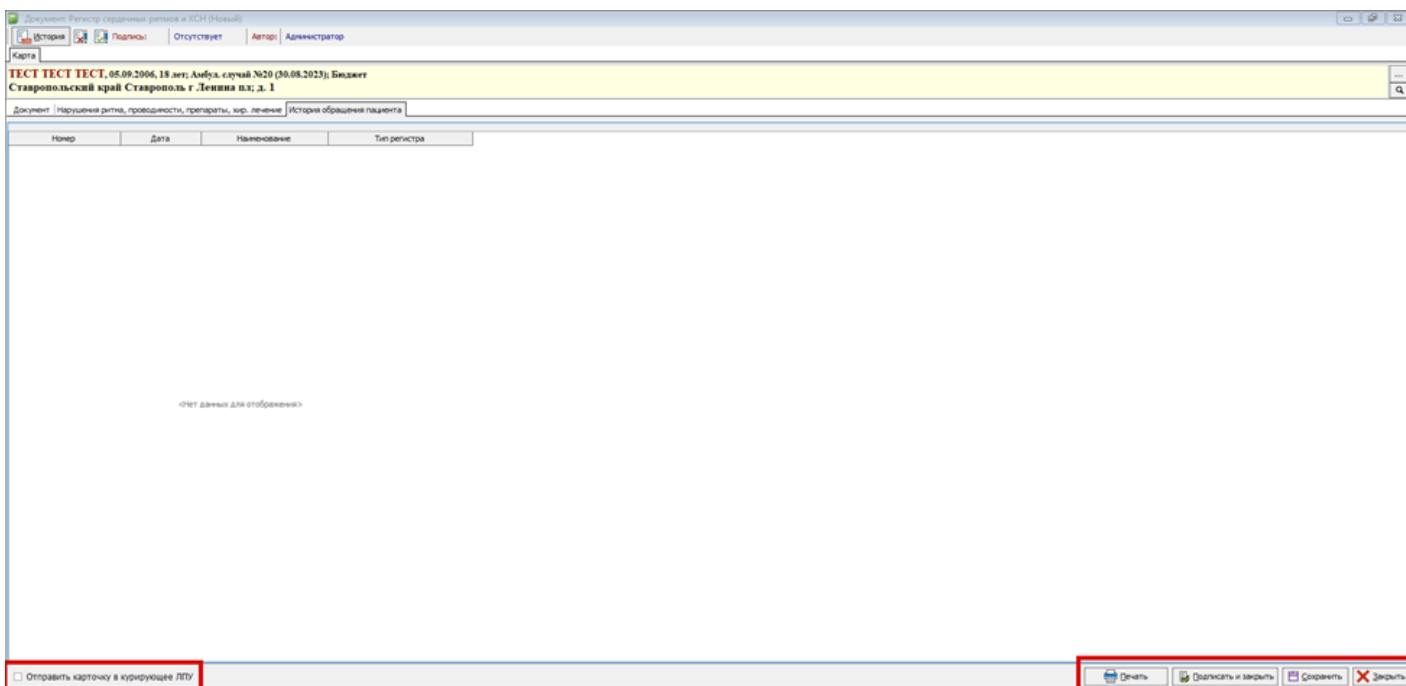 Документ: Регистр сердечных ритмов и ХСН (Новый)
История Подпись: Отсутствует Автор: Администратор
Карта
ТЕСТ ТЕСТ ТЕСТ, 05.09.2006, 18 лет; Амбул. случай №20 (30.08.2023); Бюджет
Ставропольский край Ставрополь г Ленина пл; д. 1
Документ Нарушения ритма, проводимости, препараты, хир. лечение История обращения пациента
Номер Дата Наименование Тип регистра
<Нет данных для отображения>
Отправить карточку в курирующее ЛПУ Печать Подписать и закрыть Сохранить Закрыть